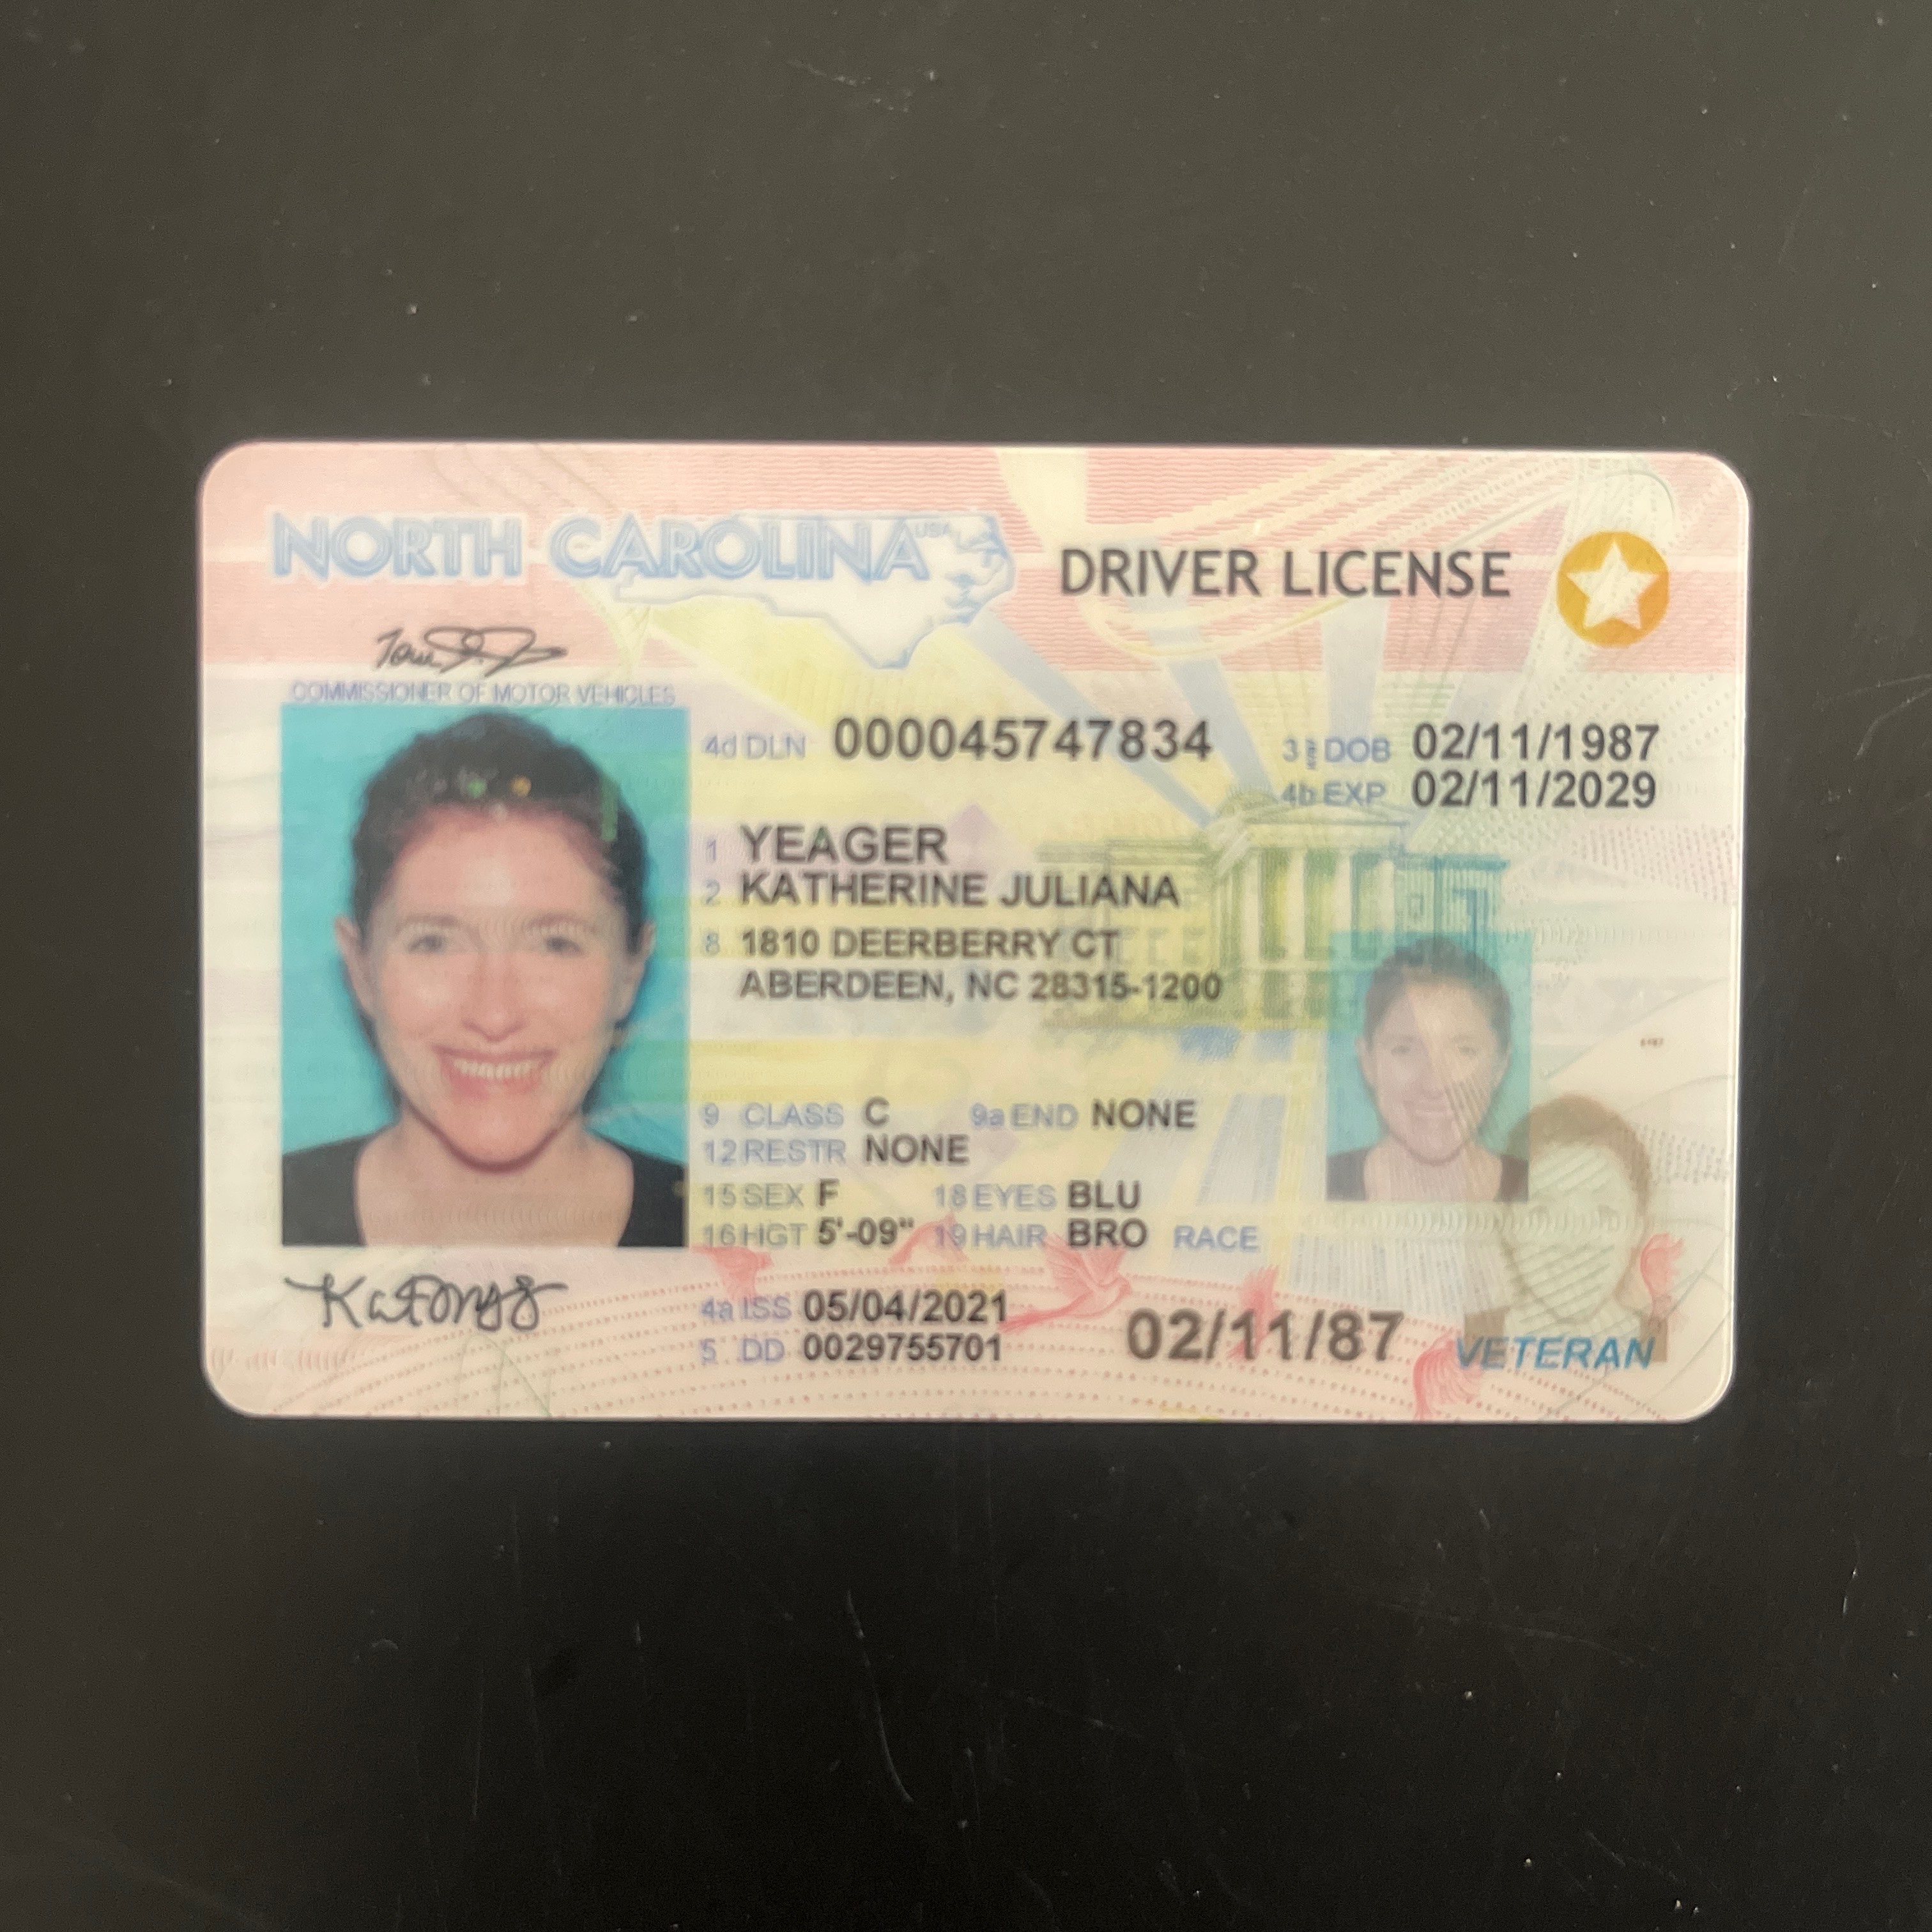 NORTH CAROLINA USA
DRIVER LICENSE
COMMISSIONER OF MOTOR VEHICLES
4d DLN 000045747834
3 DOB 02/11/1987
4b EXP 02/11/2029
1 YEAGER
2 KATHERINE JULIANA
8 1810 DEERBERRY CT
ABERDEEN, NC 28315-1200
9 CLASS C 9a END NONE
12 RESTR NONE
15 SEX F 18 EYES BLU
16 HGT 5'-09" 19 HAIR BRO RACE
4a ISS 05/04/2021
5 DD 0029755701
02/11/87
VETERAN